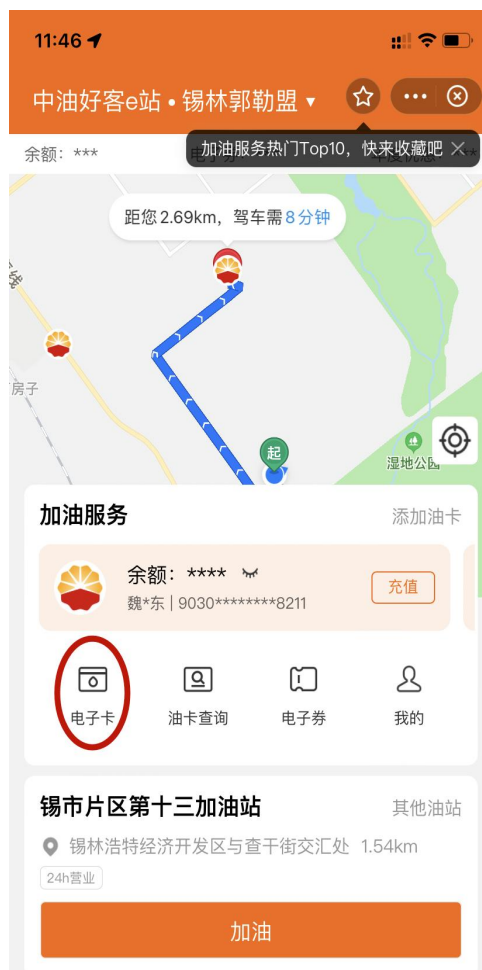 11:46
中油好客e站 • 锡林郭勒盟 ▾
余额：***
加油服务热门Top10，快来收藏吧
距您2.69km，驾车需8分钟
房子
起
湿地公园
加油服务
添加油卡
余额：****
魏*东 | 9030********8211
充值
电子卡
油卡查询
电子券
我的
锡市片区第十三加油站
其他油站
锡林浩特经济开发区与查干街交汇处 1.54km
24h营业
加油